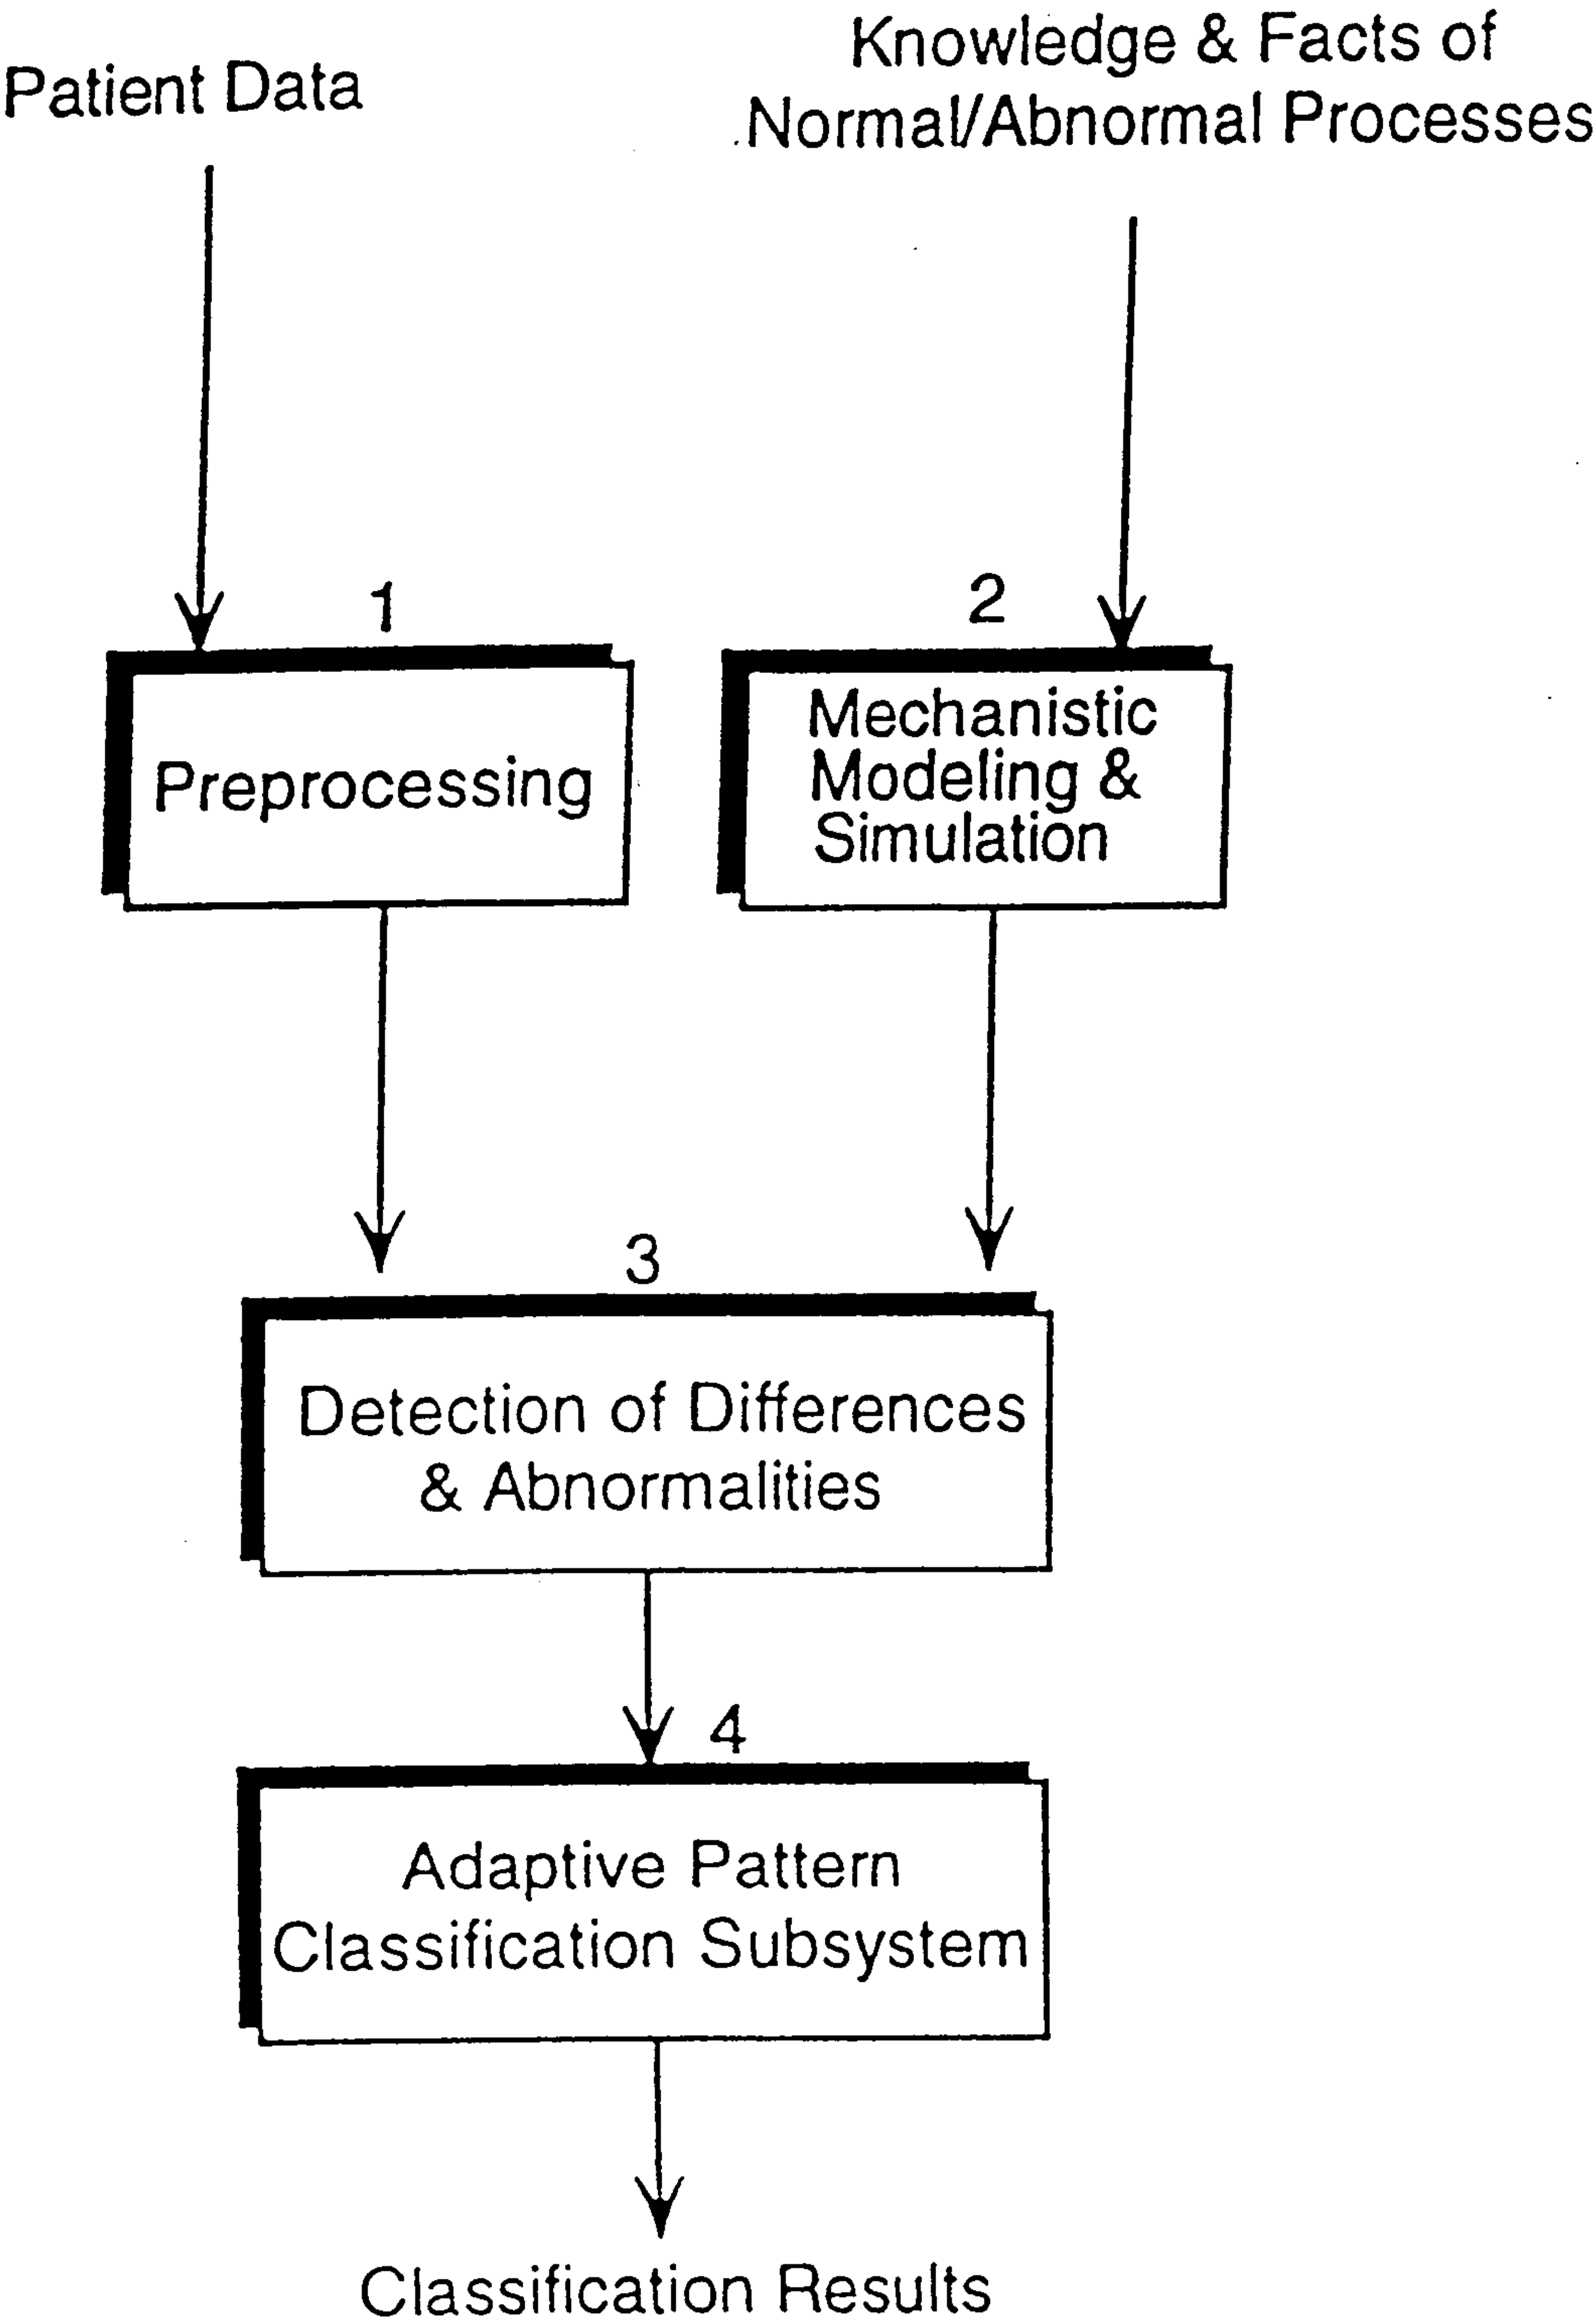 Patient Data
Knowledge & Facts of
Normal/Abnormal Processes
1
2
Preprocessing
Mechanistic
Modeling &
Simulation
3
Detection of Differences
& Abnormalities
4
Adaptive Pattern
Classification Subsystem
Classification Results